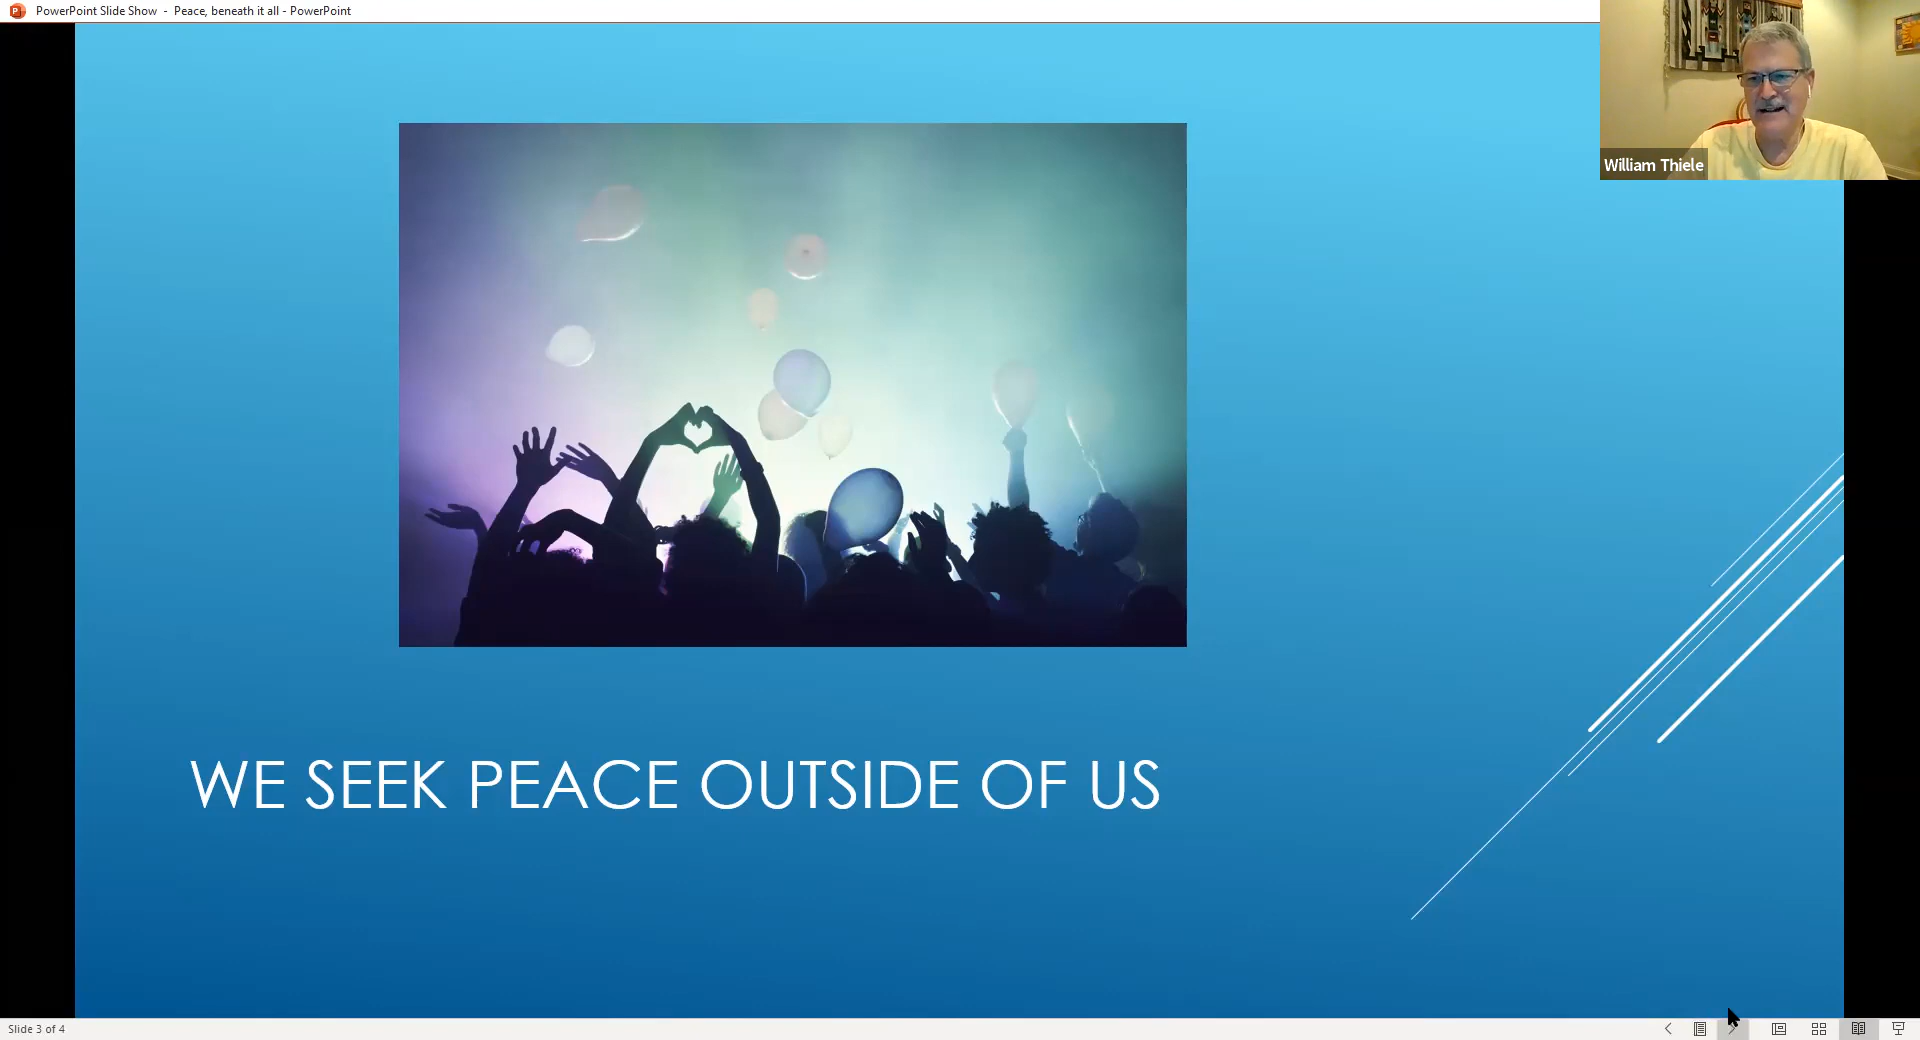 PowerPoint Slide Show - Peace, beneath it all - PowerPoint
William Thiele
WE SEEK PEACE OUTSIDE OF US
Slide 3 of 4